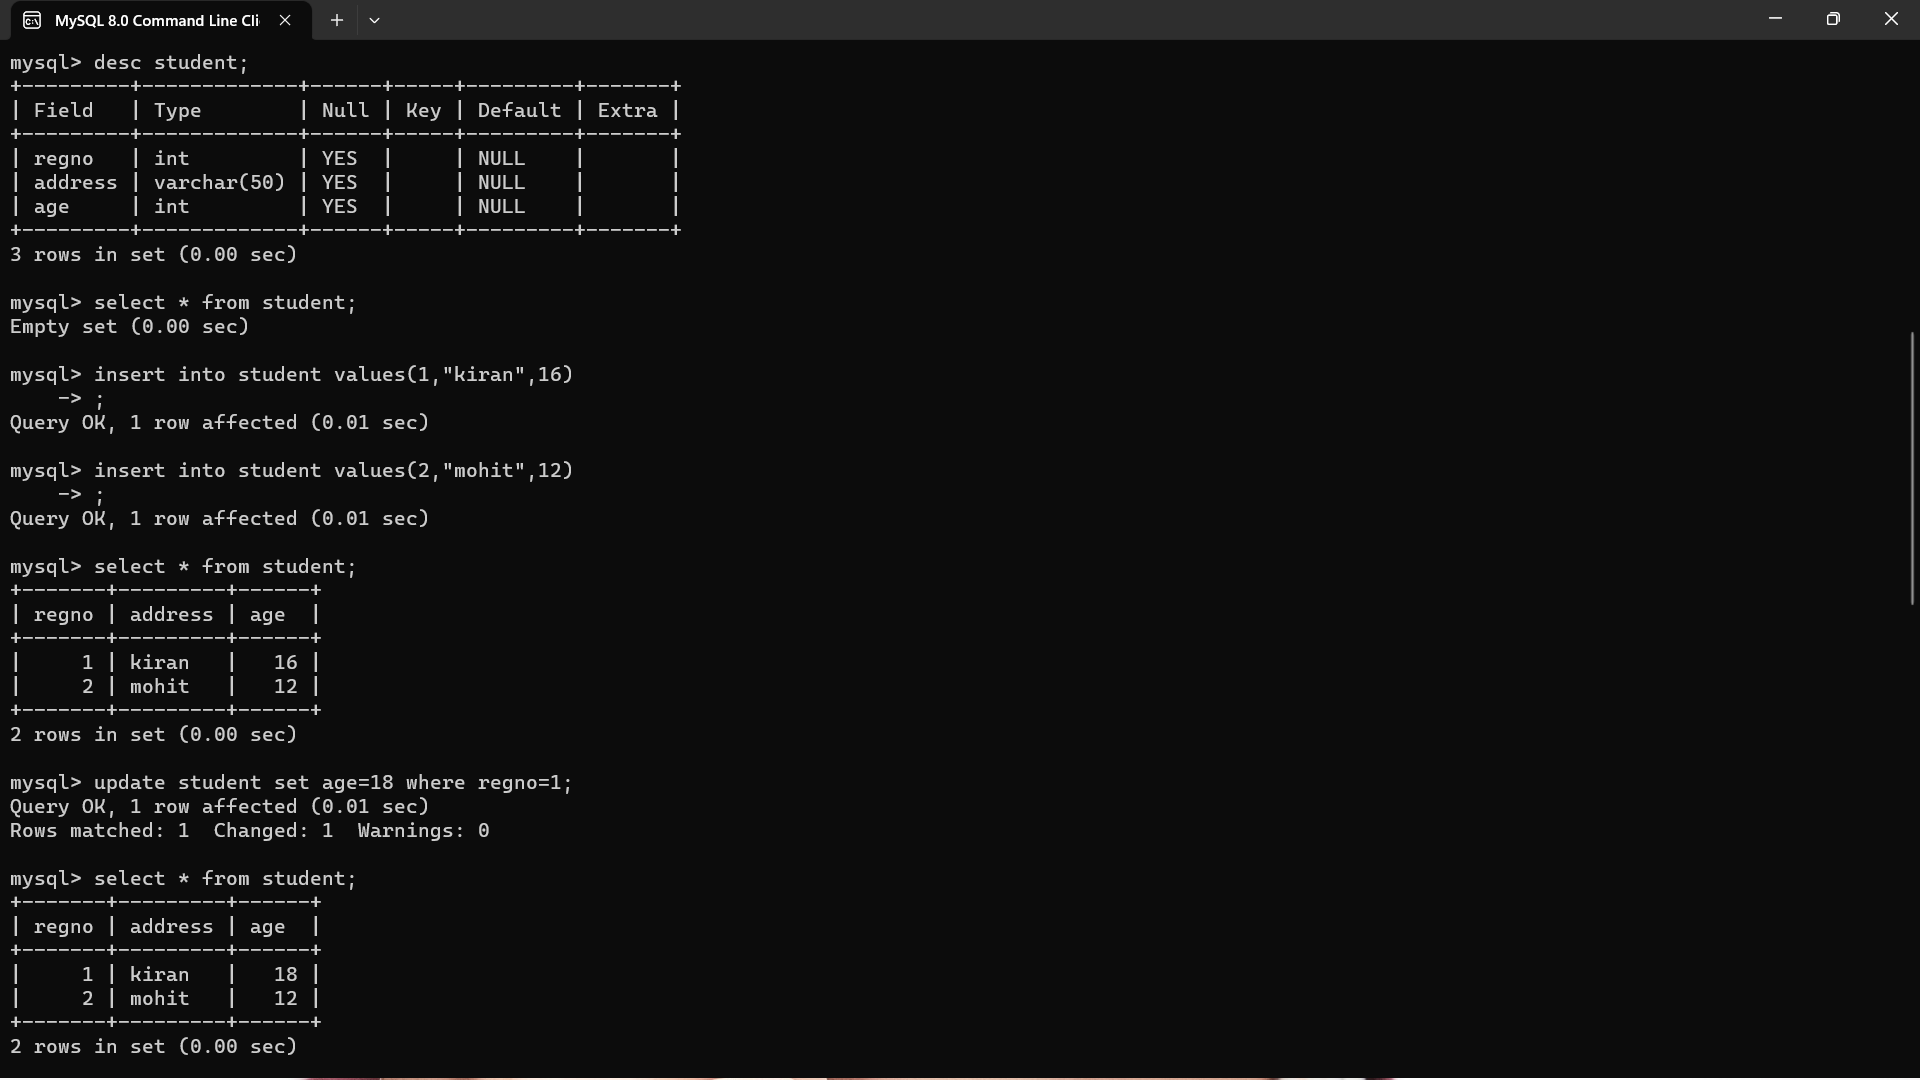 MySQL 8.0 Command Line Cli
mysql> desc student;
+---------+-------------+------+-----+---------+-------+
| Field   | Type        | Null | Key | Default | Extra |
+---------+-------------+------+-----+---------+-------+
| regno   | int         | YES  |     | NULL    |       |
| address | varchar(50) | YES  |     | NULL    |       |
| age     | int         | YES  |     | NULL    |       |
+---------+-------------+------+-----+---------+-------+
3 rows in set (0.00 sec)

mysql> select * from student;
Empty set (0.00 sec)

mysql> insert into student values(1,"kiran",16)
    -> ;
Query OK, 1 row affected (0.01 sec)

mysql> insert into student values(2,"mohit",12)
    -> ;
Query OK, 1 row affected (0.01 sec)

mysql> select * from student;
+-------+---------+------+
| regno | address | age  |
+-------+---------+------+
|     1 | kiran   |   16 |
|     2 | mohit   |   12 |
+-------+---------+------+
2 rows in set (0.00 sec)

mysql> update student set age=18 where regno=1;
Query OK, 1 row affected (0.01 sec)
Rows matched: 1  Changed: 1  Warnings: 0

mysql> select * from student;
+-------+---------+------+
| regno | address | age  |
+-------+---------+------+
|     1 | kiran   |   18 |
|     2 | mohit   |   12 |
+-------+---------+------+
2 rows in set (0.00 sec)